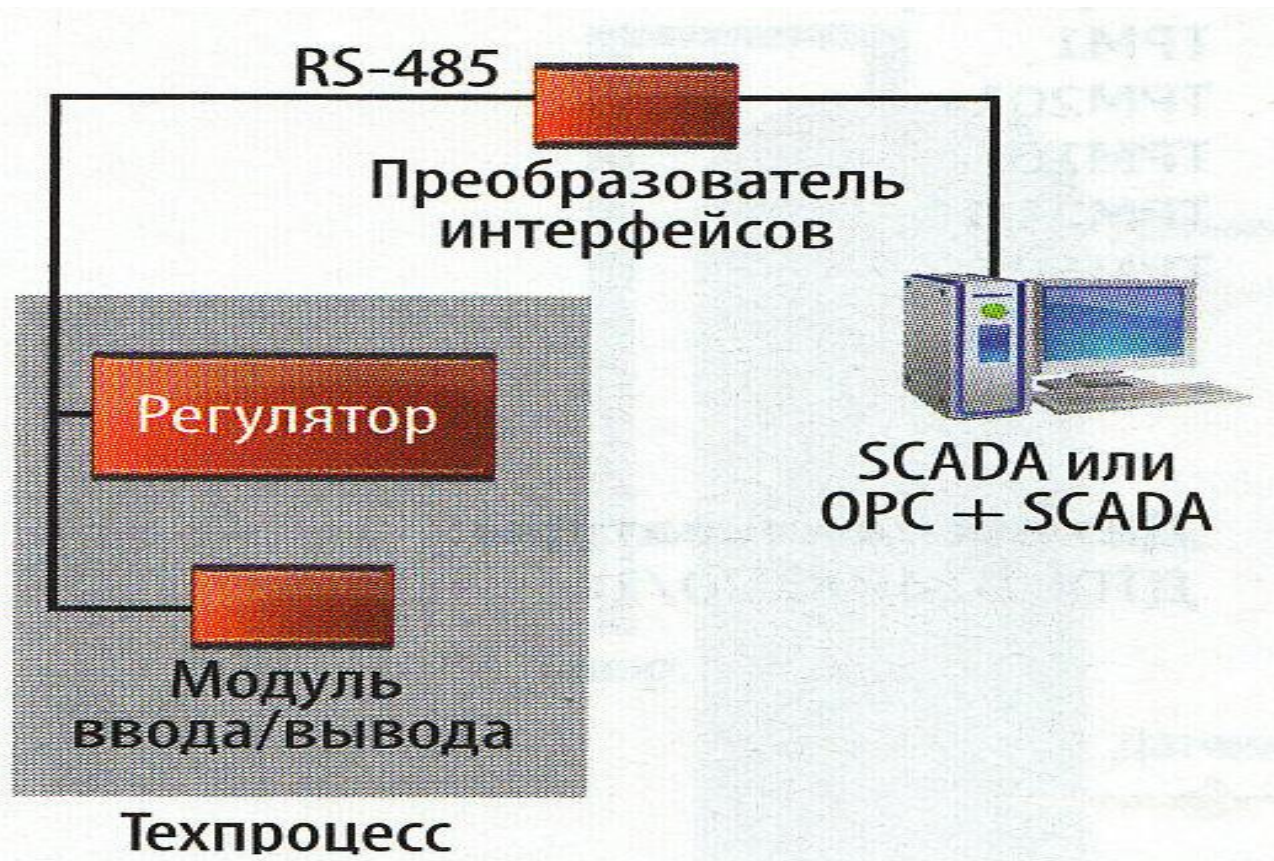 RS-485
Преобразователь
интерфейсов
Регулятор
SCADA или
OPC + SCADA
Модуль
ввода/вывода
Техпроцесс